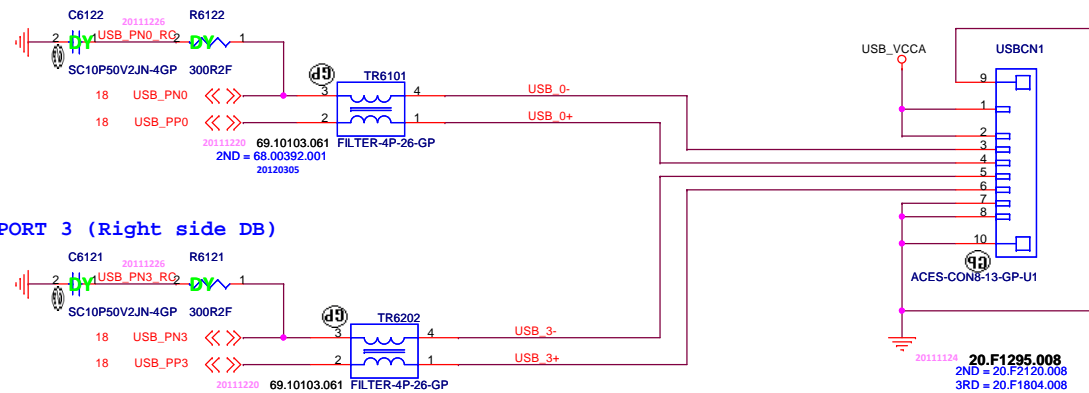 C6122 R6122
20111226
2 DY 1 USB_PN0_RC 2 DY 1
SC10P50V2JN-4GP 300R2F
18 USB_PN0
18 USB_PP0
GP
TR6101
3 4
2 1
20111220 69.10103.061 FILTER-4P-26-GP
2ND = 68.00392.001
20120305
USB_0-
USB_0+
USB_VCCA
USBCN1
9
1
2
3
4
5
6
7
8
10
GP
ACES-CON8-13-GP-U1
20111124 20.F1295.008
2ND = 20.F2120.008
3RD = 20.F1804.008
PORT 3 (Right side DB)
C6121 R6121
20111226
2 DY 1 USB_PN3_RC 2 DY 1
SC10P50V2JN-4GP 300R2F
18 USB_PN3
18 USB_PP3
GP
TR6202
3 4
2 1
20111220 69.10103.061 FILTER-4P-26-GP
USB_3-
USB_3+